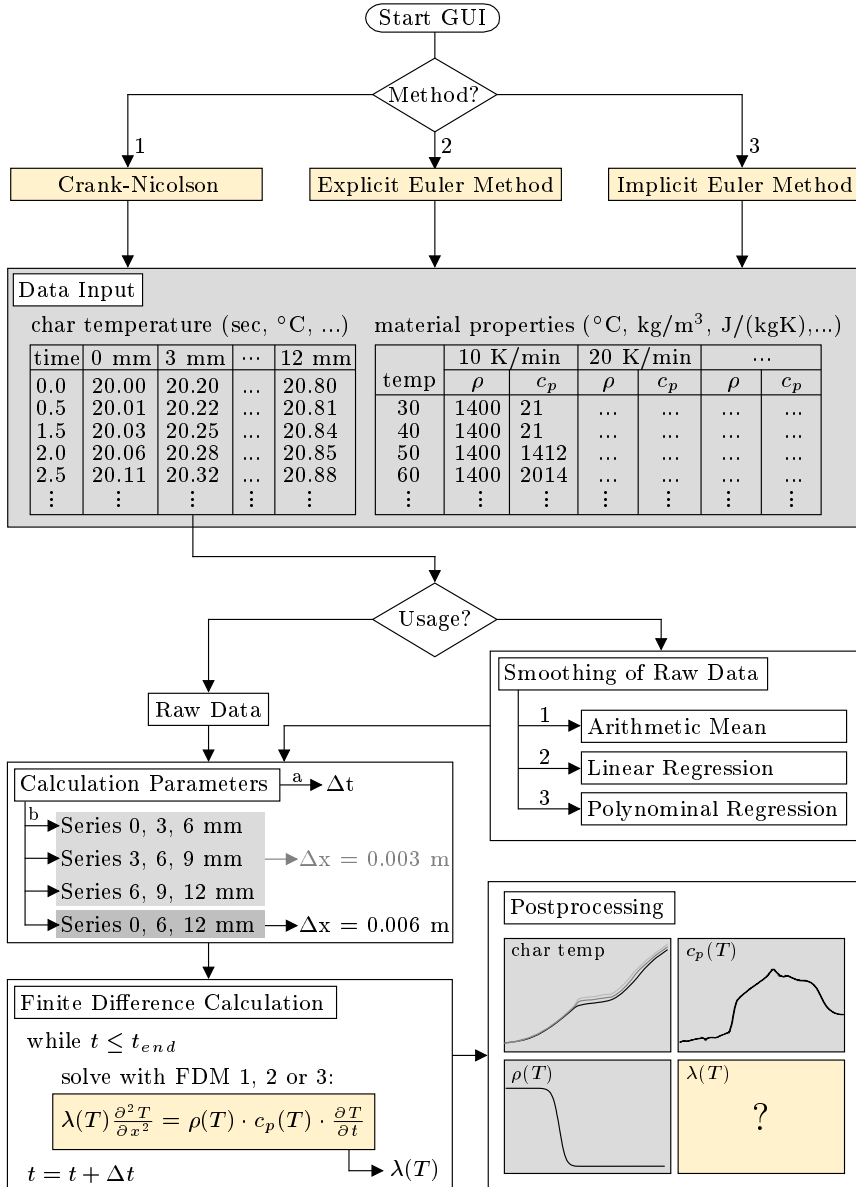 Start GUI
Method?
1
2
3
Crank-Nicolson
Explicit Euler Method
Implicit Euler Method
Data Input
char temperature (sec, °C, ...)
time 0 mm 3 mm ... 12 mm
0.0 20.00 20.20 ... 20.80
0.5 20.01 20.22 ... 20.81
1.5 20.03 20.25 ... 20.84
2.0 20.06 20.28 ... 20.85
2.5 20.11 20.32 ... 20.88
⋮ ⋮ ⋮ ⋮ ⋮
material properties (°C, kg/m³, J/(kgK),...)
10 K/min 20 K/min ...
temp ρ c_p ρ c_p ρ c_p
30 1400 21 ... ... ... ...
40 1400 21 ... ... ... ...
50 1400 1412 ... ... ... ...
60 1400 2014 ... ... ... ...
⋮ ⋮ ⋮ ⋮ ⋮ ⋮ ⋮
Usage?
Raw Data
Smoothing of Raw Data
1 Arithmetic Mean
2 Linear Regression
3 Polynominal Regression
Calculation Parameters a Δt
b
Series 0, 3, 6 mm
Series 3, 6, 9 mm Δx = 0.003 m
Series 6, 9, 12 mm
Series 0, 6, 12 mm Δx = 0.006 m
Finite Difference Calculation
while t ≤ t_end
solve with FDM 1, 2 or 3:
λ(T) ∂²T/∂x² = ρ(T) · c_p(T) · ∂T/∂t
t = t + Δt
λ(T)
Postprocessing
char temp
c_p(T)
ρ(T)
λ(T)
?